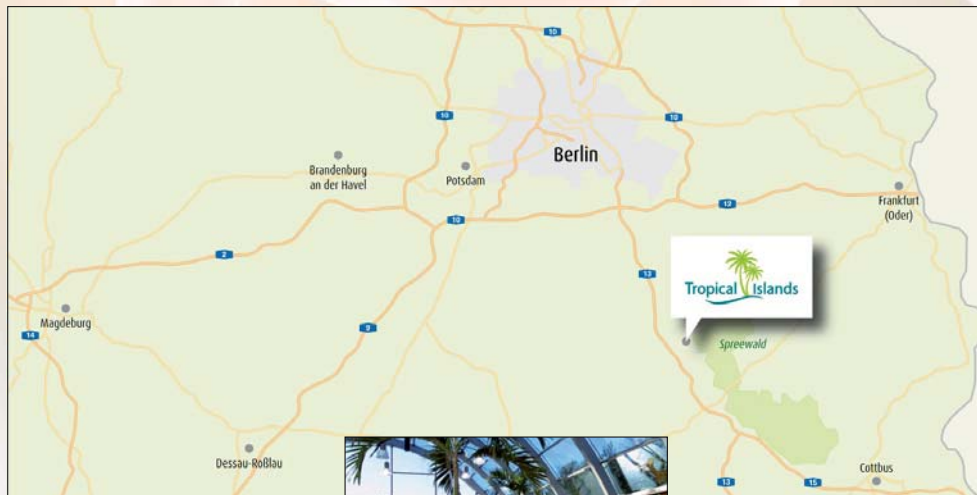 10
10
10
Berlin
Brandenburg
an der Havel
Potsdam
Frankfurt
(Oder)
12
10
2
13
Tropical Islands
Magdeburg
14
9
Spreewald
Dessau-Roßlau
Cottbus
13
15